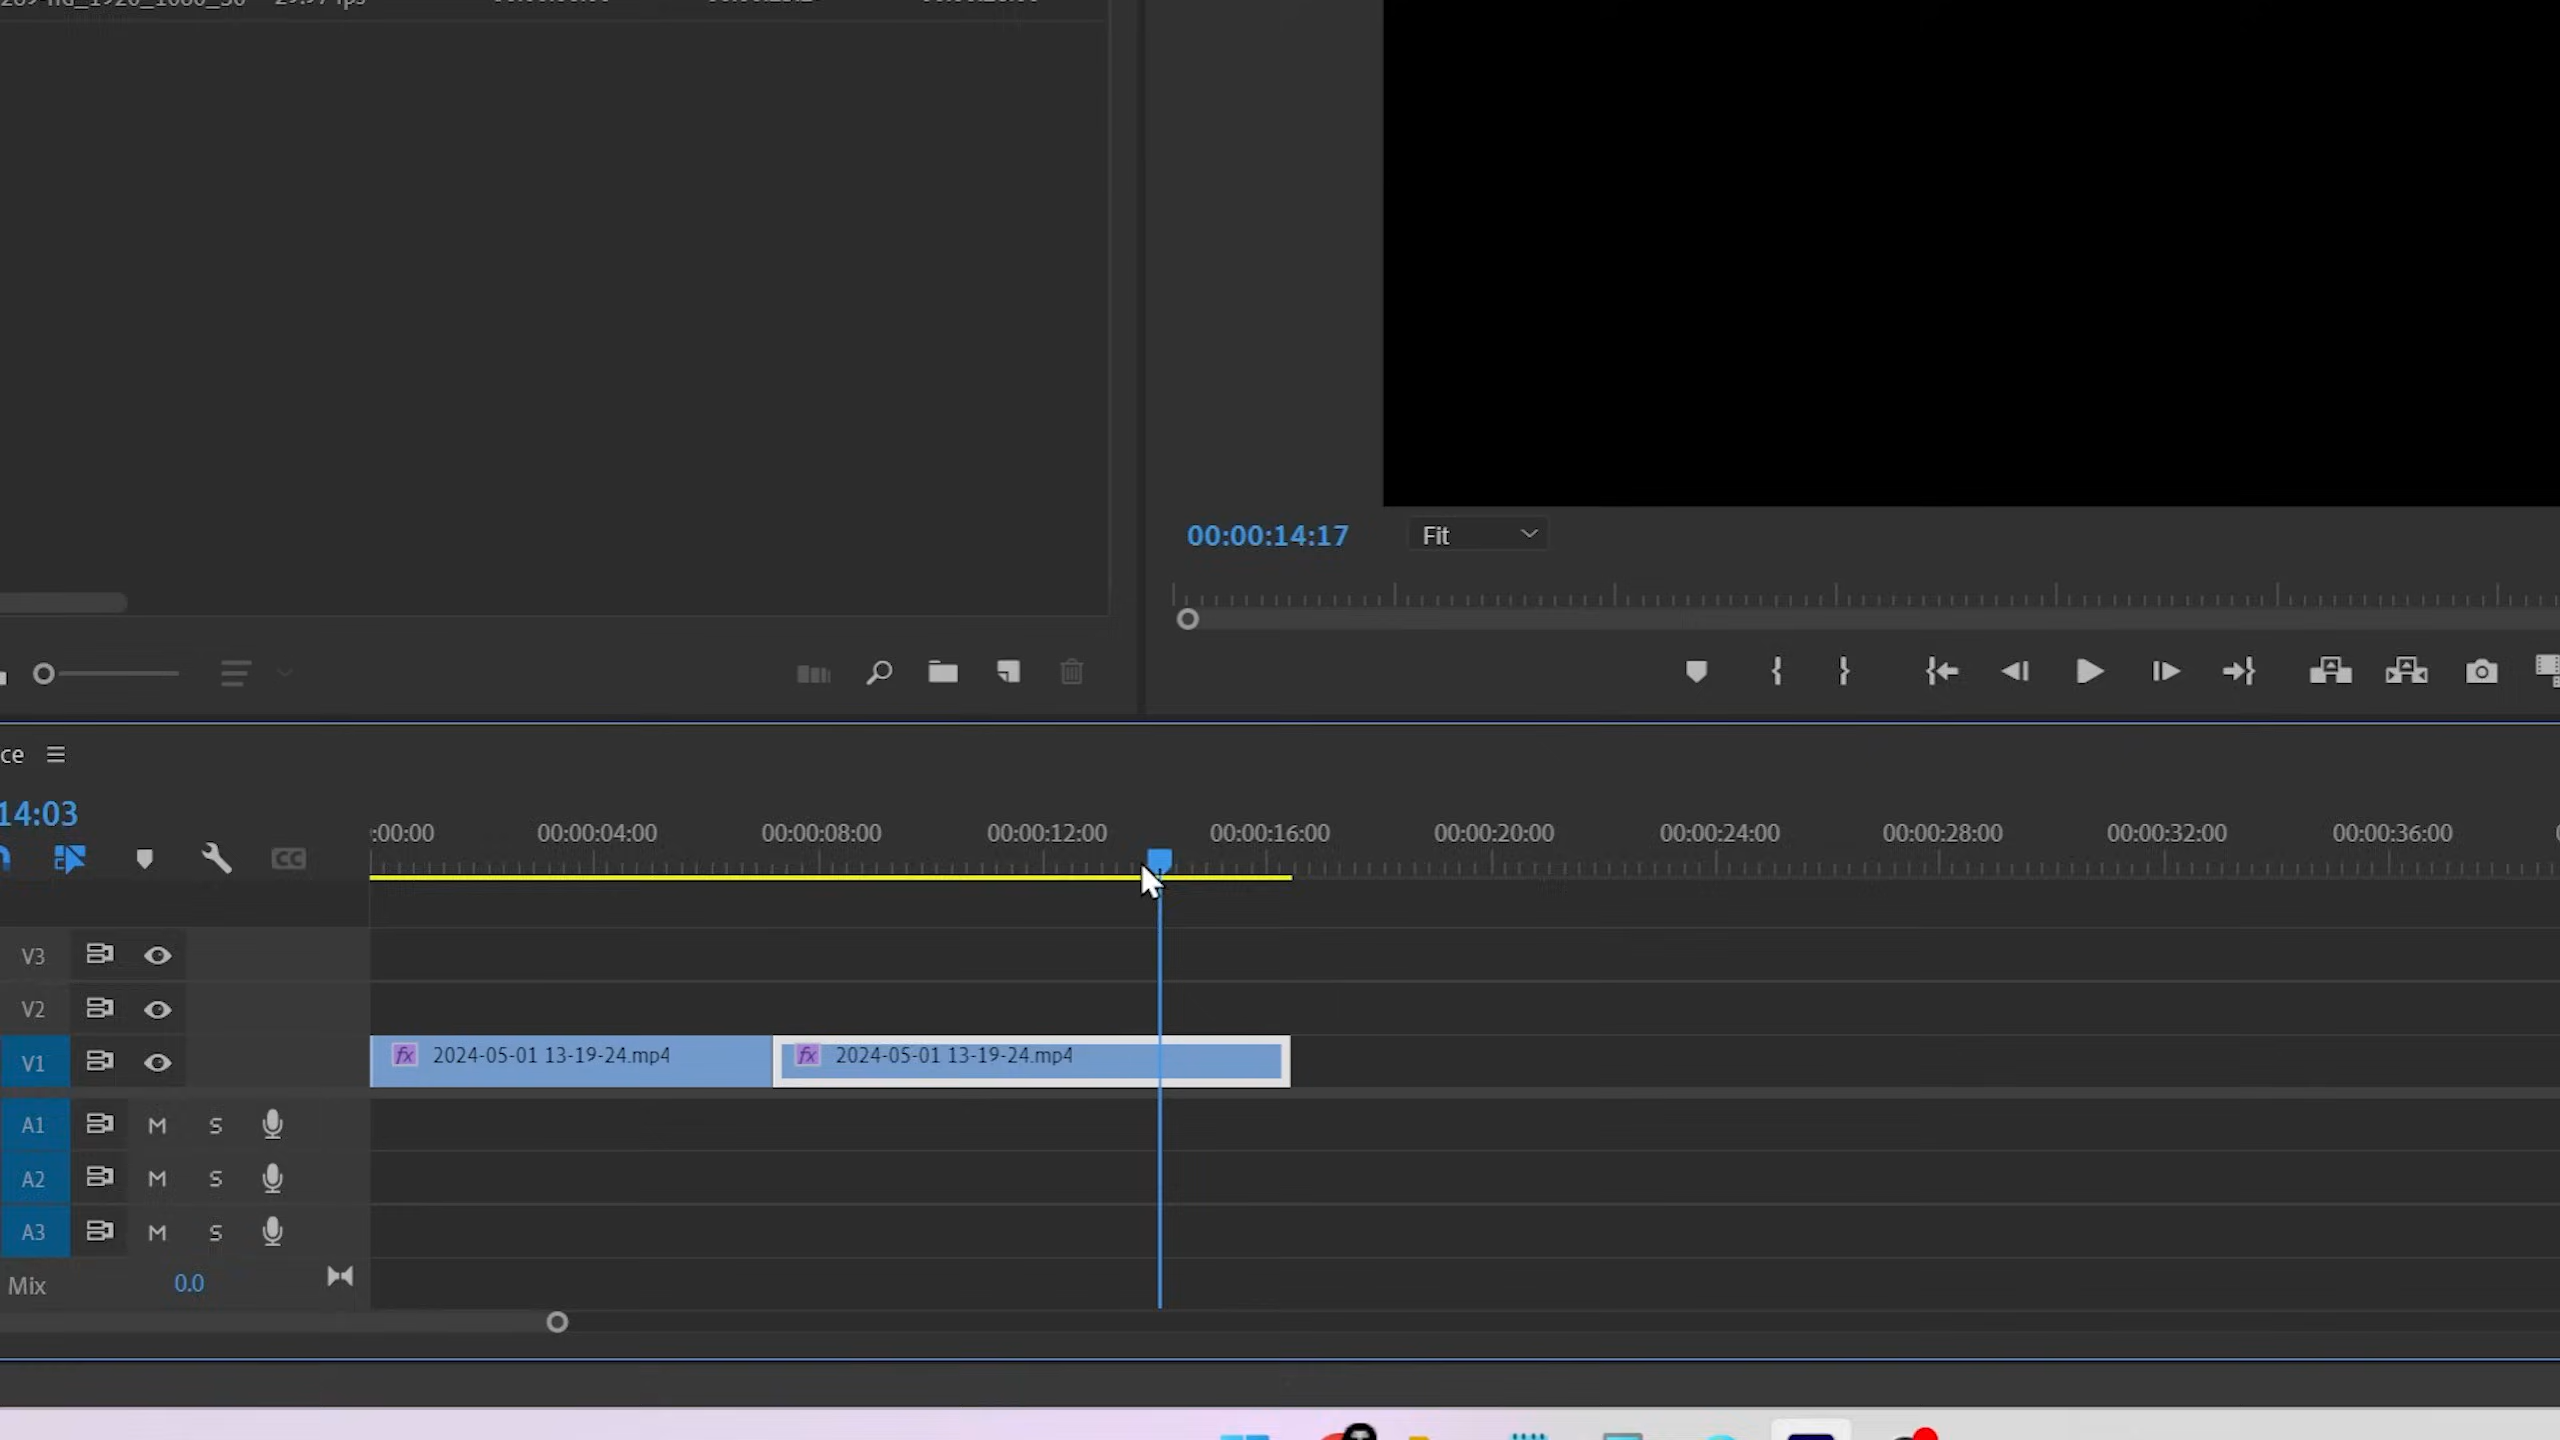 00:00:14:17 Fit
ce
14:03
:00:00 00:00:04:00 00:00:08:00 00:00:12:00 00:00:16:00 00:00:20:00 00:00:24:00 00:00:28:00 00:00:32:00 00:00:36:00
CC
V3
V2
V1 fx 2024-05-01 13-19-24.mp4 fx 2024-05-01 13-19-24.mp4
A1 M S
A2 M S
A3 M S
Mix 0.0